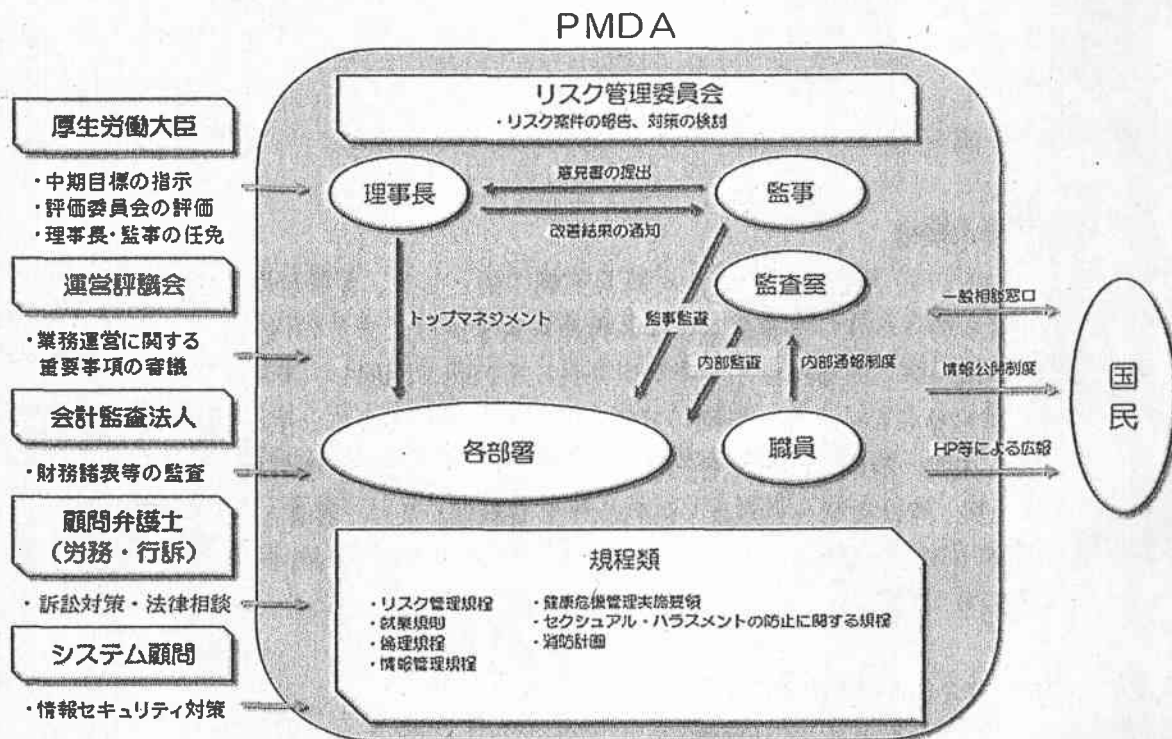 PMDA
厚生労働大臣
・中期目標の指示
・評価委員会の評価
・理事長・監事の任免
運営評議会
・業務運営に関する
重要事項の審議
会計監査法人
・財務諸表等の監査
顧問弁護士
（労務・行訴）
・訴訟対策・法律相談
システム顧問
・情報セキュリティ対策
リスク管理委員会
・リスク案件の報告、対策の検討
理事長
意見書の提出
改善結果の通知
監事
監査室
トップマネジメント
監事監査
内部監査
内部通報制度
各部署
職員
規程類
・リスク管理規程
・就業規則
・倫理規程
・情報管理規程
・健康危機管理実施要領
・セクシュアル・ハラスメントの防止に関する規程
・消防計画
一般相談窓口
情報公開制度
HP等による広報
国民